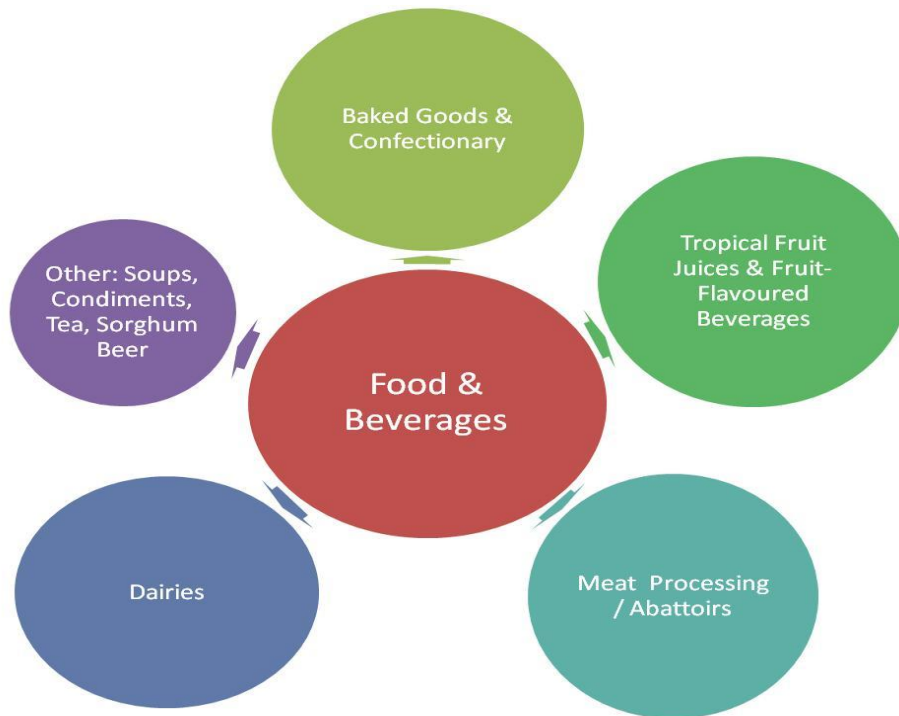 Baked Goods &
Confectionary
Tropical Fruit
Juices & Fruit-
Flavoured
Beverages
Other: Soups,
Condiments,
Tea, Sorghum
Beer
Food &
Beverages
Dairies
Meat Processing
/ Abattoirs